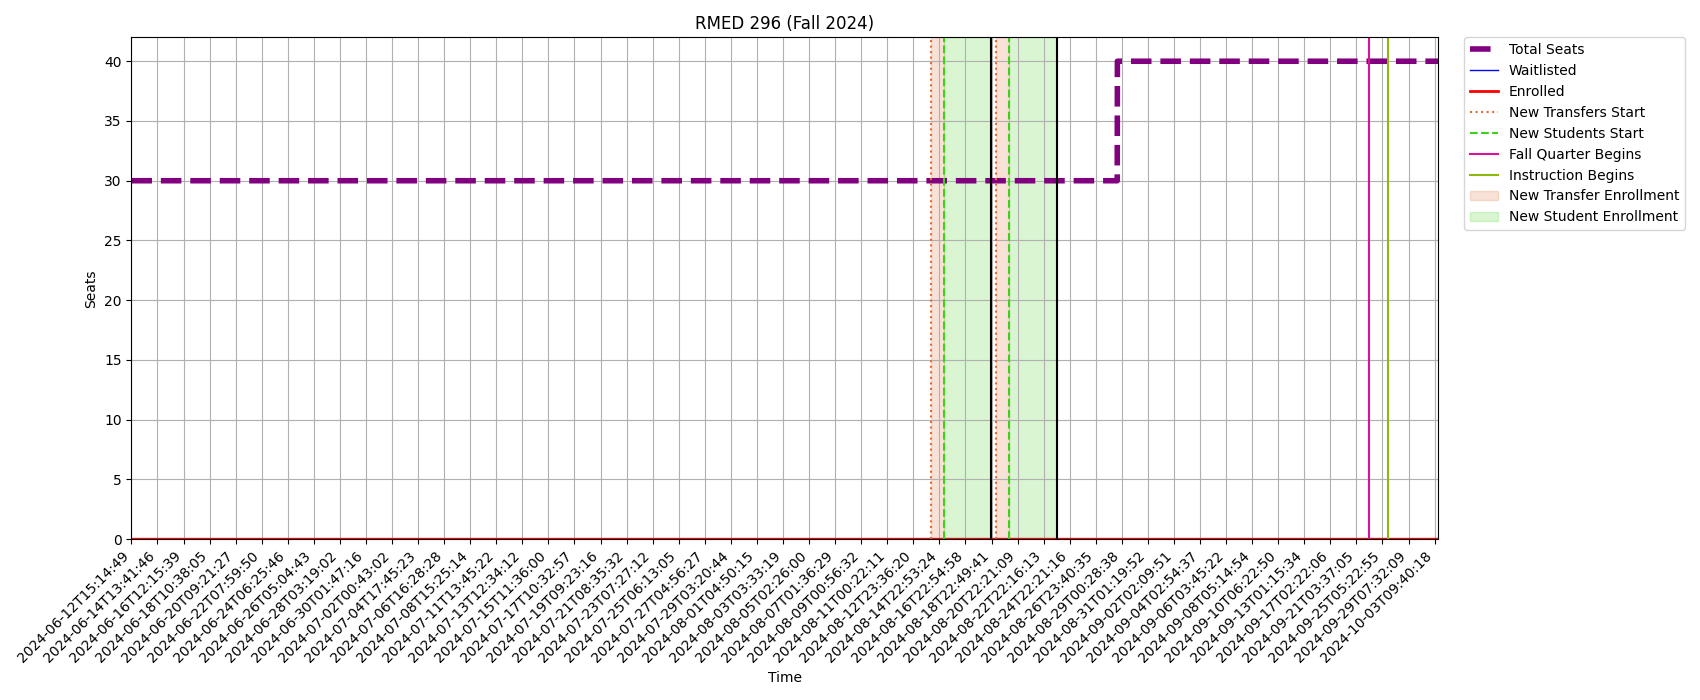 RMED 296 (Fall 2024)
Seats
40
35
30
25
20
15
10
5
0
2024-06-12T15:14:49
2024-06-14T13:41:46
2024-06-16T12:15:39
2024-06-18T10:38:05
2024-06-20T09:21:27
2024-06-22T07:59:50
2024-06-24T06:25:46
2024-06-26T05:04:43
2024-06-28T03:19:02
2024-06-30T01:47:16
2024-07-02T00:43:02
2024-07-04T17:45:23
2024-07-06T16:28:28
2024-07-08T15:25:14
2024-07-11T13:45:22
2024-07-13T12:34:12
2024-07-15T11:36:00
2024-07-17T10:32:57
2024-07-19T09:23:16
2024-07-21T08:35:32
2024-07-23T07:27:12
2024-07-25T06:13:05
2024-07-27T04:56:27
2024-07-29T03:20:44
2024-08-01T04:50:15
2024-08-03T03:33:19
2024-08-05T02:26:00
2024-08-07T01:36:29
2024-08-09T00:56:32
2024-08-11T00:22:11
2024-08-12T23:36:20
2024-08-14T22:53:24
2024-08-16T22:54:58
2024-08-18T22:49:41
2024-08-20T22:21:09
2024-08-22T22:16:13
2024-08-24T22:21:16
2024-08-26T23:40:35
2024-08-29T00:28:38
2024-08-31T01:19:52
2024-09-02T02:09:51
2024-09-04T02:54:37
2024-09-06T03:45:22
2024-09-08T05:14:54
2024-09-10T06:22:50
2024-09-13T01:15:34
2024-09-17T02:22:06
2024-09-21T03:37:05
2024-09-25T05:22:55
2024-09-29T07:32:09
2024-10-03T09:40:18
Time
Total Seats
Waitlisted
Enrolled
New Transfers Start
New Students Start
Fall Quarter Begins
Instruction Begins
New Transfer Enrollment
New Student Enrollment